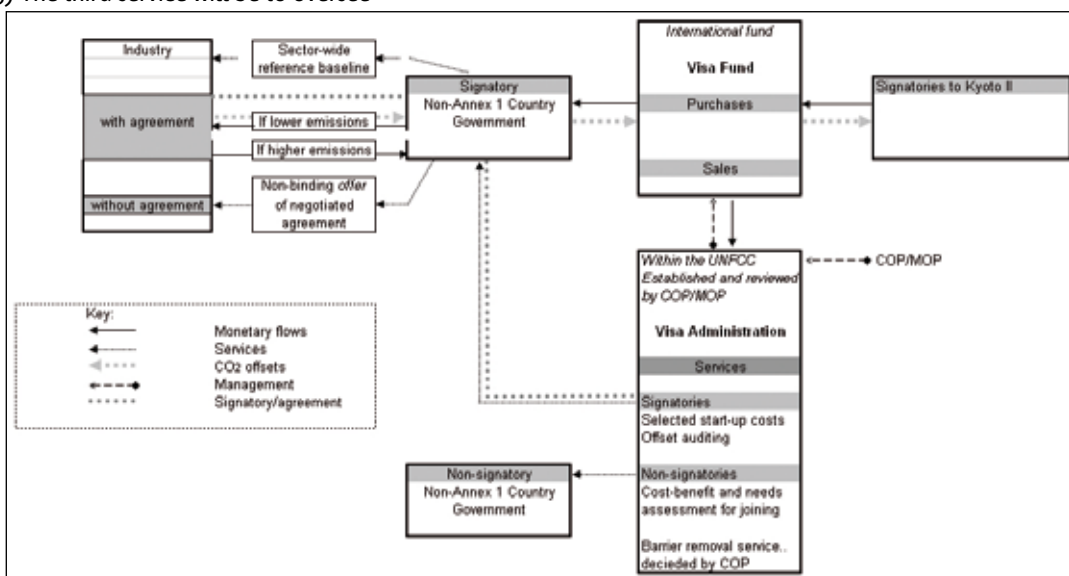 Industry
with agreement
without agreement
Sector-wide
reference baseline
If lower emissions
If higher emissions
Non-binding offer
of negotiated
agreement
Signatory
Non-Annex 1 Country
Government
International fund
Visa Fund
Purchases
Sales
Signatories to Kyoto II
Within the UNFCC
Established and reviewed
by COP/MOP
Visa Administration
Services
Signatories
Selected start-up costs
Offset auditing
Non-signatories
Cost-benefit and needs
assessment for joining
Barrier removal service..
decieded by COP
COP/MOP
Non-signatory
Non-Annex 1 Country
Government
Key:
Monetary flows
Services
CO2 offsets
Management
Signatory/agreement